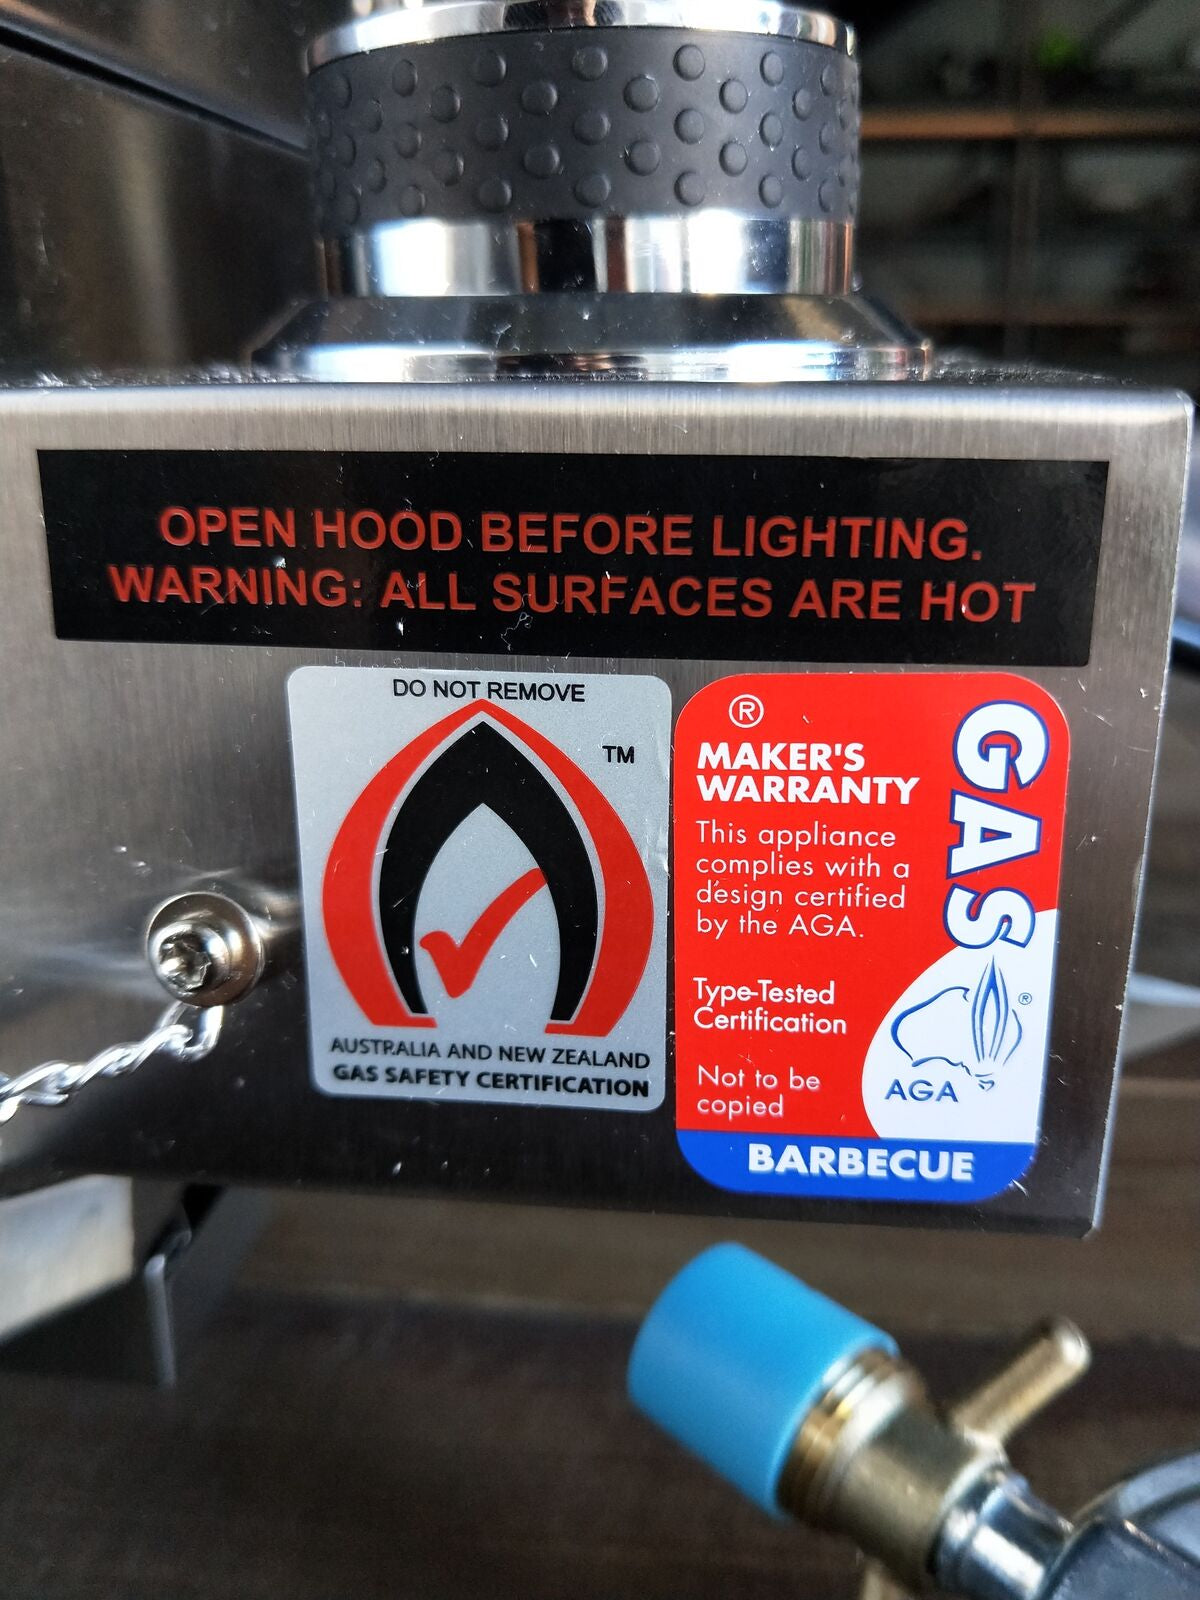 OPEN HOOD BEFORE LIGHTING.
WARNING: ALL SURFACES ARE HOT
DO NOT REMOVE
TM
AUSTRALIA AND NEW ZEALAND
GAS SAFETY CERTIFICATION
®
MAKER'S
WARRANTY
This appliance
complies with a
design certified
by the AGA.
Type-Tested
Certification
Not to be
copied
GAS
®
AGA
BARBECUE